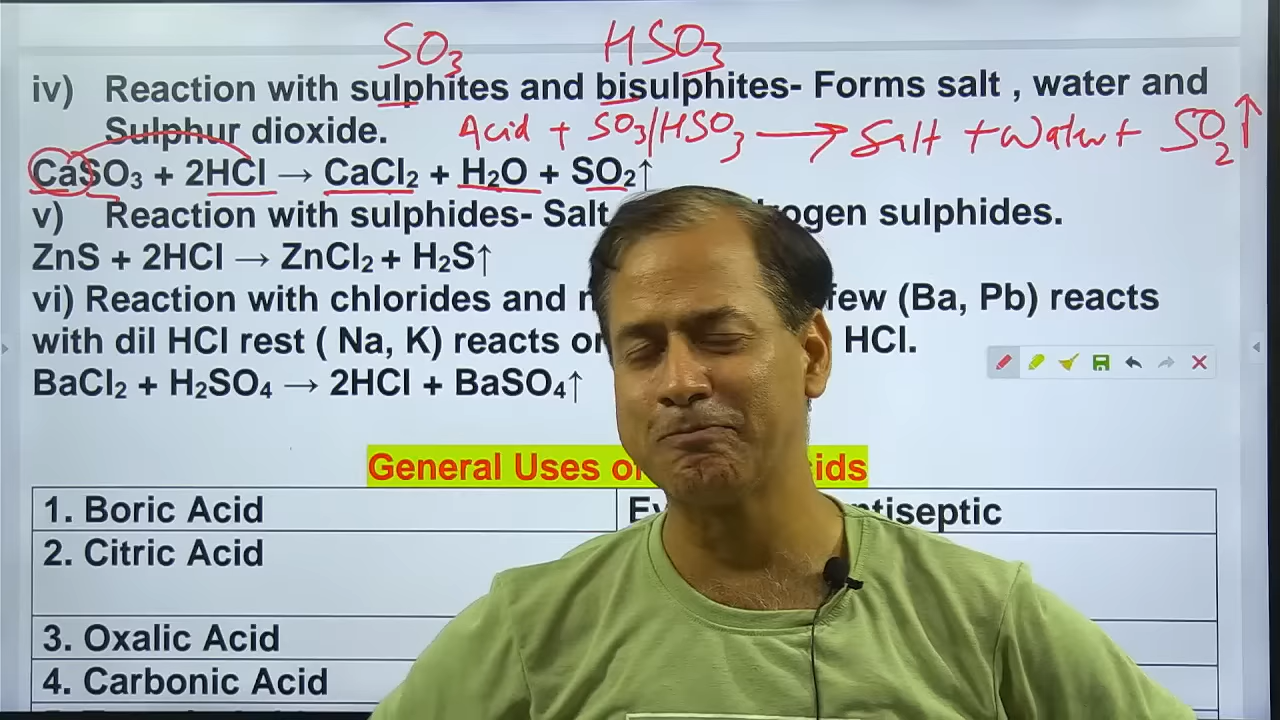 SO₃ HSO₃
iv) Reaction with sulphites and bisulphites- Forms salt , water and
Sulphur dioxide. Acid + SO₃/HSO₃ → Salt + Water + SO₂↑
CaSO₃ + 2HCl → CaCl₂ + H₂O + SO₂↑
v) Reaction with sulphides- Salt ogen sulphides.
ZnS + 2HCl → ZnCl₂ + H₂S↑
vi) Reaction with chlorides and few (Ba, Pb) reacts
with dil HCl rest ( Na, K) reacts HCl.
BaCl₂ + H₂SO₄ → 2HCl + BaSO₄↑
General Uses ids
1. Boric Acid tiseptic
2. Citric Acid
3. Oxalic Acid
4. Carbonic Acid